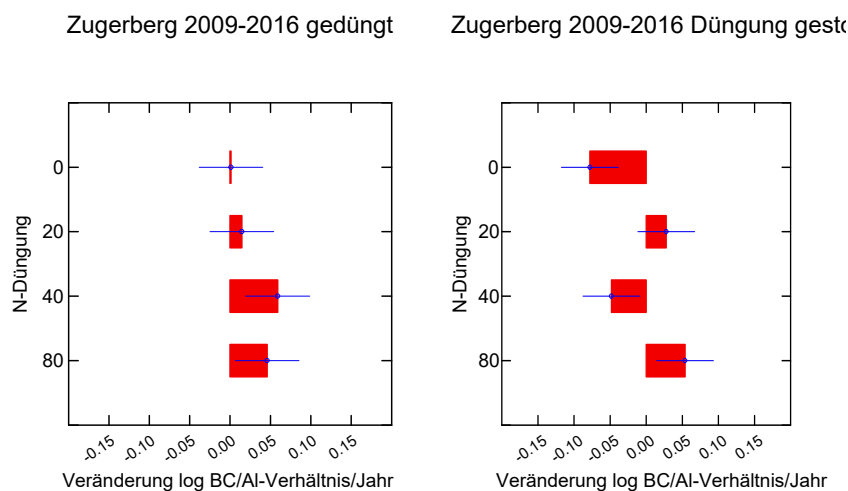 Zugerberg 2009-2016 gedüngt
Zugerberg 2009-2016 Düngung gesto
N-Düngung
0
20
40
80
-0.15 -0.10 -0.05 0.00 0.05 0.10 0.15
Veränderung log BC/Al-Verhältnis/Jahr
N-Düngung
0
20
40
80
-0.15 -0.10 -0.05 0.00 0.05 0.10 0.15
Veränderung log BC/Al-Verhältnis/Jahr